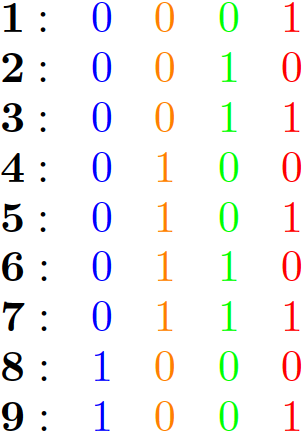 1 : 0 0 0 1
2 : 0 0 1 0
3 : 0 0 1 1
4 : 0 1 0 0
5 : 0 1 0 1
6 : 0 1 1 0
7 : 0 1 1 1
8 : 1 0 0 0
9 : 1 0 0 1